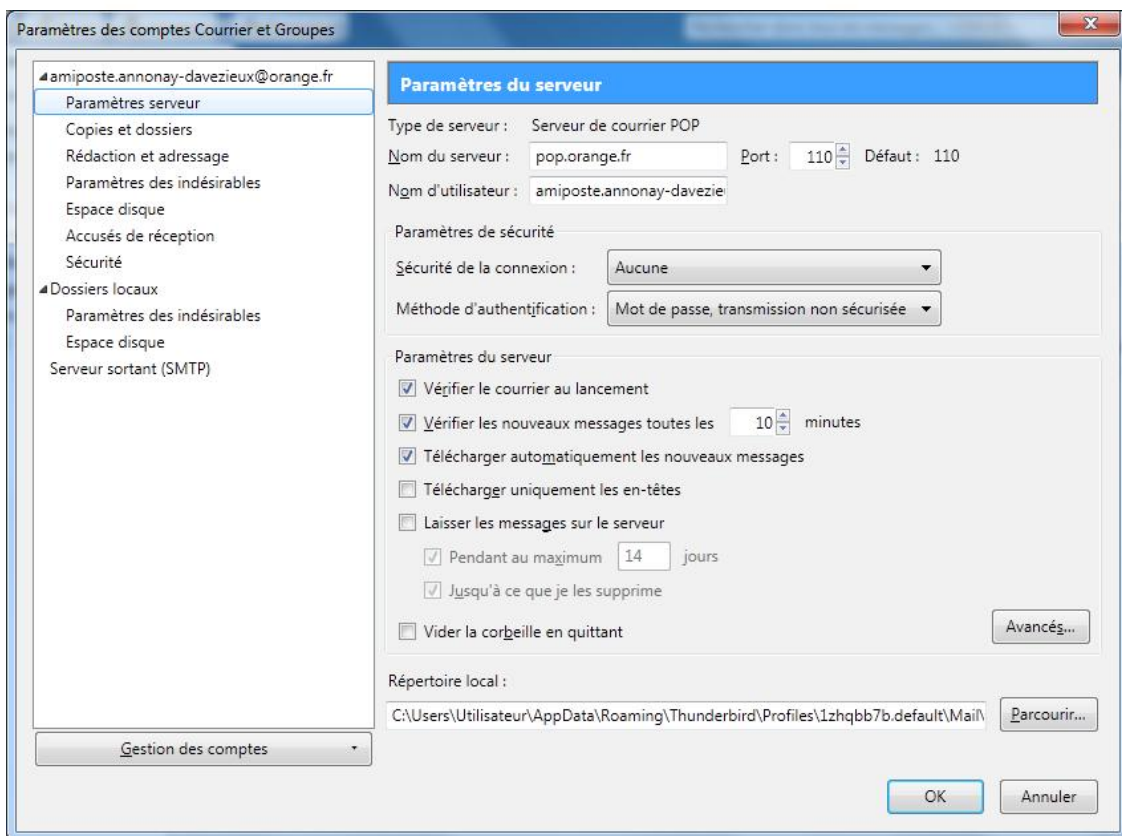 Paramètres des comptes Courrier et Groupes
amiposte.annonay-davezieux@orange.fr
Paramètres serveur
Copies et dossiers
Rédaction et adressage
Paramètres des indésirables
Espace disque
Accusés de réception
Sécurité
Dossiers locaux
Paramètres des indésirables
Espace disque
Serveur sortant (SMTP)
Gestion des comptes
Paramètres du serveur
Type de serveur : Serveur de courrier POP
Nom du serveur : pop.orange.fr Port : 110 Défaut : 110
Nom d'utilisateur : amiposte.annonay-davezie
Paramètres de sécurité
Sécurité de la connexion : Aucune
Méthode d'authentification : Mot de passe, transmission non sécurisée
Paramètres du serveur
Vérifier le courrier au lancement
Vérifier les nouveaux messages toutes les 10 minutes
Télécharger automatiquement les nouveaux messages
Télécharger uniquement les en-têtes
Laisser les messages sur le serveur
Pendant au maximum 14 jours
Jusqu'à ce que je les supprime
Vider la corbeille en quittant
Avancés...
Répertoire local :
C:\Users\Utilisateur\AppData\Roaming\Thunderbird\Profiles\1zhqbb7b.default\Mail\ Parcourir...
OK Annuler